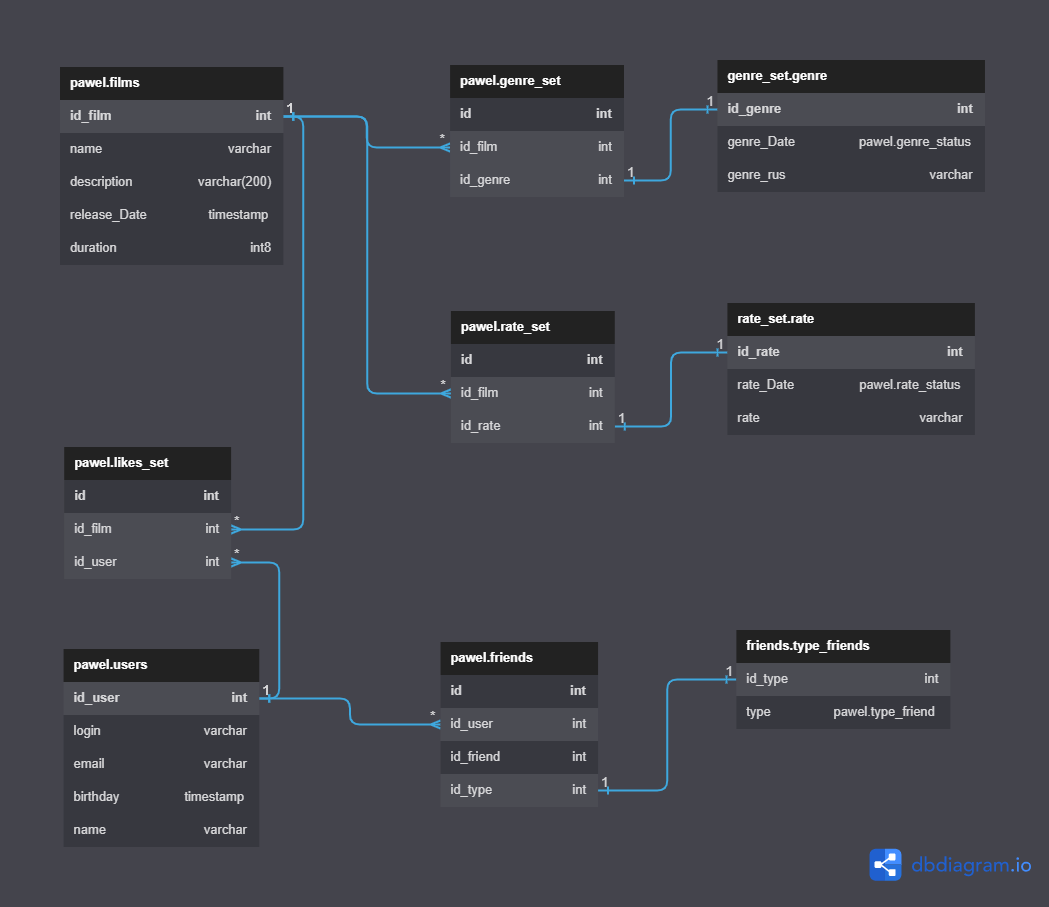 pawel.films
id_film int
name varchar
description varchar(200)
release_Date timestamp
duration int8
1
pawel.genre_set
id int
* id_film int
id_genre int 1
genre_set.genre
1 id_genre int
genre_Date pawel.genre_status
genre_rus varchar
pawel.rate_set
id int
* id_film int
id_rate int 1
rate_set.rate
1 id_rate int
rate_Date pawel.rate_status
rate varchar
pawel.likes_set
id int
id_film int *
id_user int *
pawel.users
id_user int 1
login varchar
email varchar
birthday timestamp
name varchar
pawel.friends
id int
* id_user int
id_friend int
id_type int 1
friends.type_friends
1 id_type int
type pawel.type_friend
dbdiagram.io